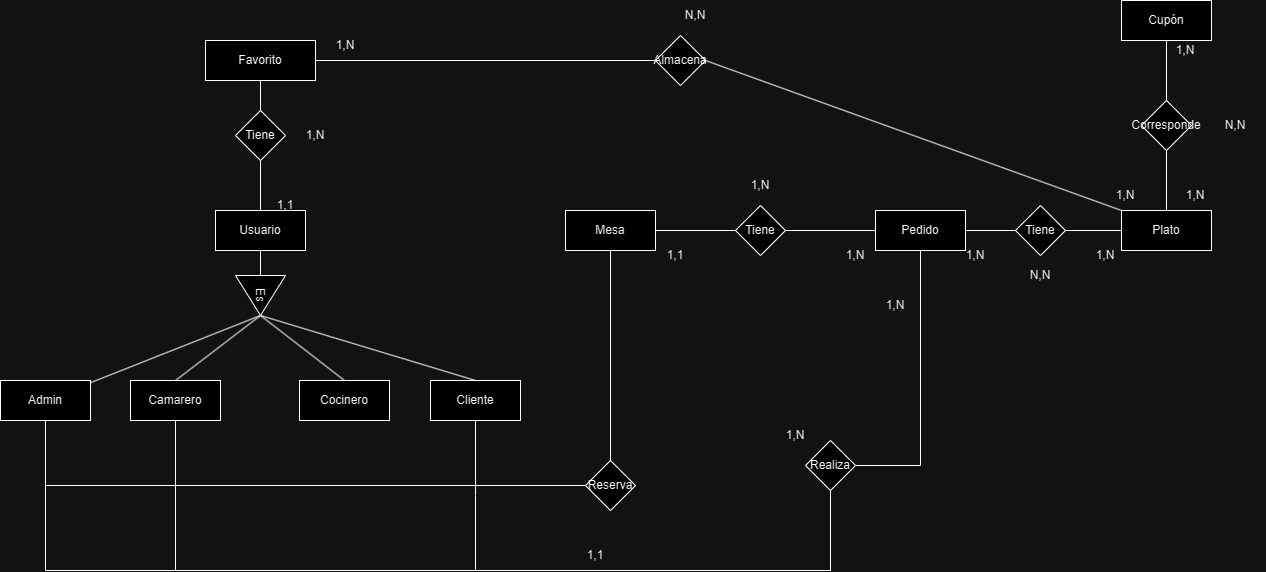 N,N
Cupón
1,N
1,N
Favorito
Almacena
Corresponde
N,N
Tiene
1,N
1,N
1,N
1,N
1,1
Usuario
Mesa
Tiene
Pedido
Tiene
Plato
1,1
1,N
1,N
1,N
N,N
Es
1,N
Admin
Camarero
Cocinero
Cliente
1,N
Realiza
Reserva
1,1